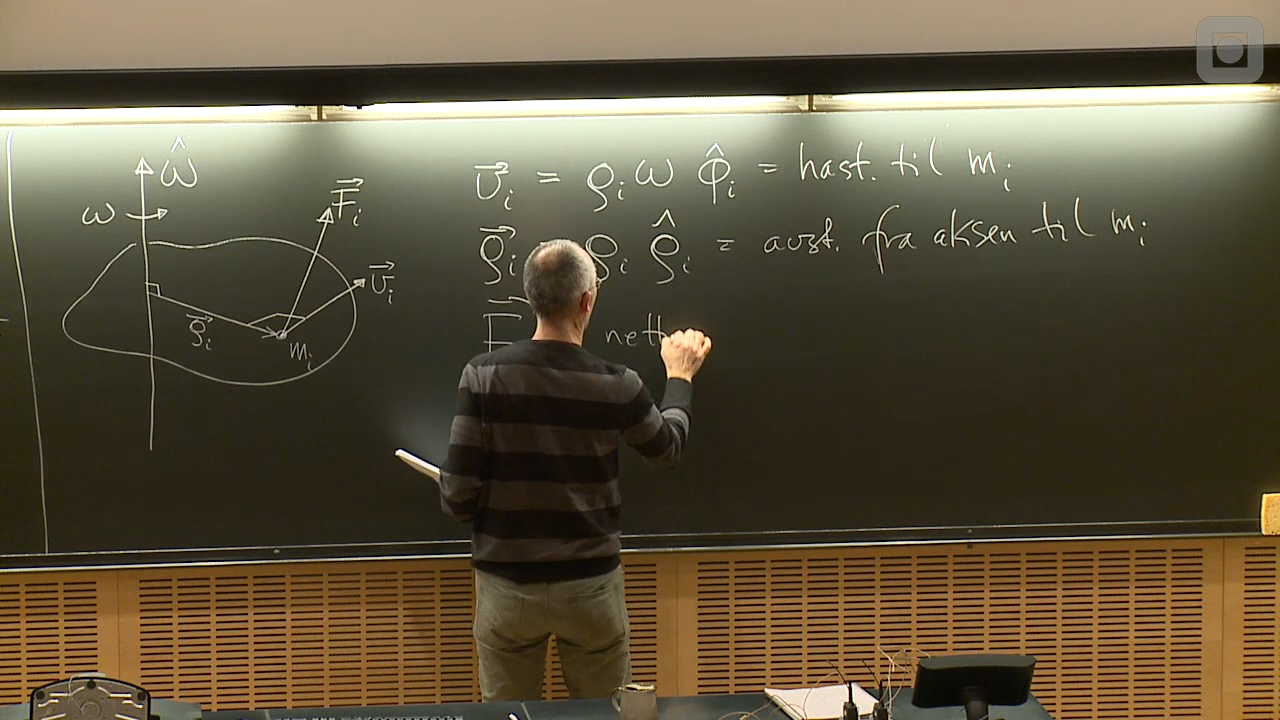 ω̂
ω
F⃗ᵢ
v⃗ᵢ
ρ⃗ᵢ
mᵢ
v⃗ᵢ = ρᵢ ω φ̂ᵢ = hast. til mᵢ
ρ⃗ᵢ ρᵢ ρ̂ᵢ = avst. fra aksen til mᵢ
nett